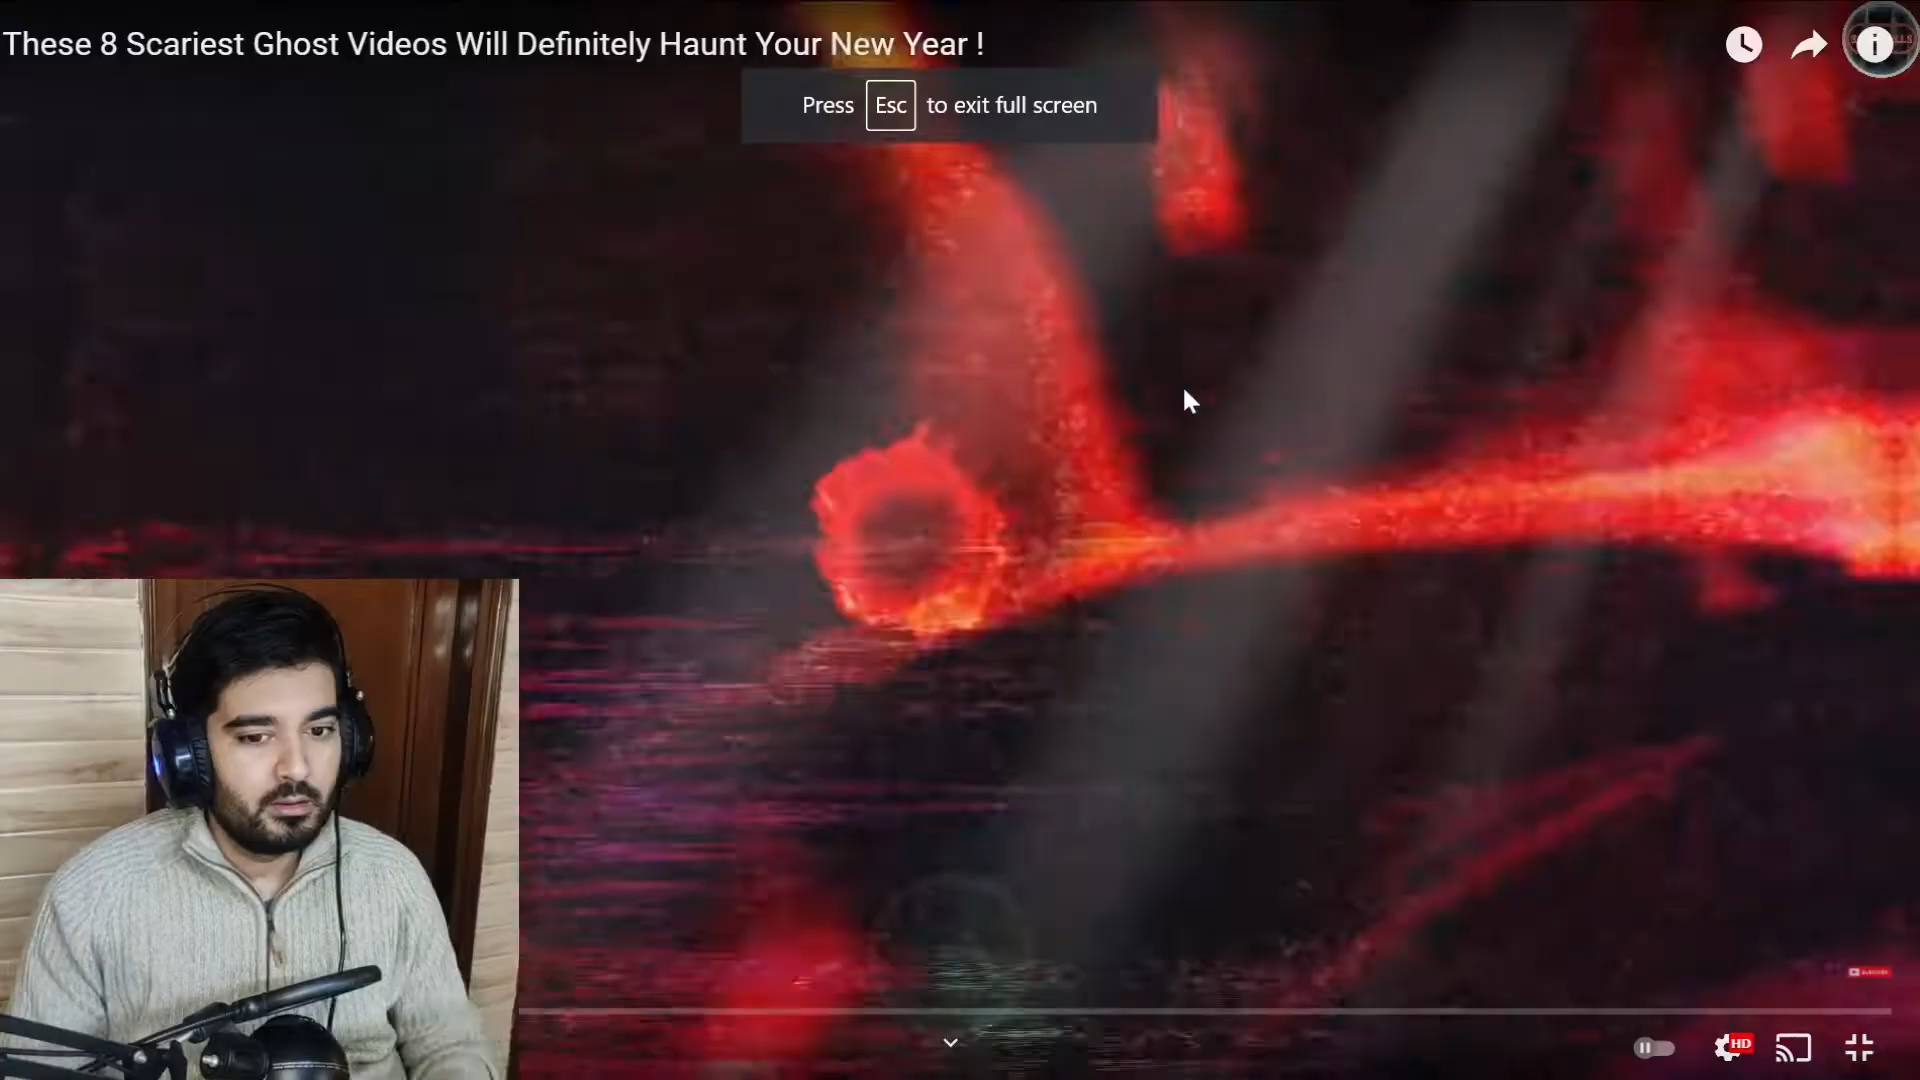 These 8 Scariest Ghost Videos Will Definitely Haunt Your New Year !
Press Esc to exit full screen
HD